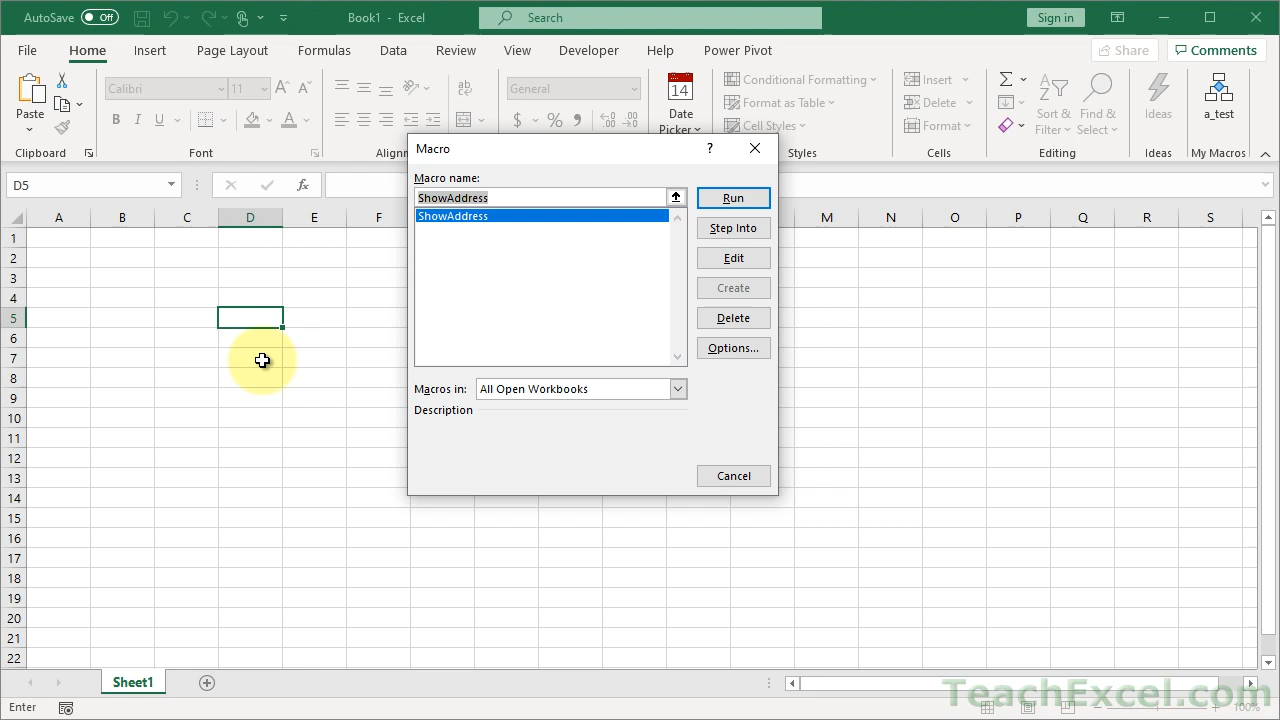 AutoSave Off Book1 - Excel Search Sign in
File Home Insert Page Layout Formulas Data Review View Developer Help Power Pivot Share Comments
Calibri 11 General 14 Conditional Formatting Insert
Paste Format as Table Delete Sort & Find & Ideas a_test
B I U $ % Date Cell Styles Format Filter Select
Picker
Clipboard Font Alignm Styles Cells Editing Ideas My Macros
D5 fx
A B C D E F M N O P Q R S
1
2
3
4
5
6
7
8
9
10
11
12
13
14
15
16
17
18
19
20
21
22
Macro ?
Macro name:
ShowAddress Run
ShowAddress
Step Into
Edit
Create
Delete
Options...
Macros in: All Open Workbooks
Description
Cancel
Sheet1
TeachExcel.com
Enter 100%